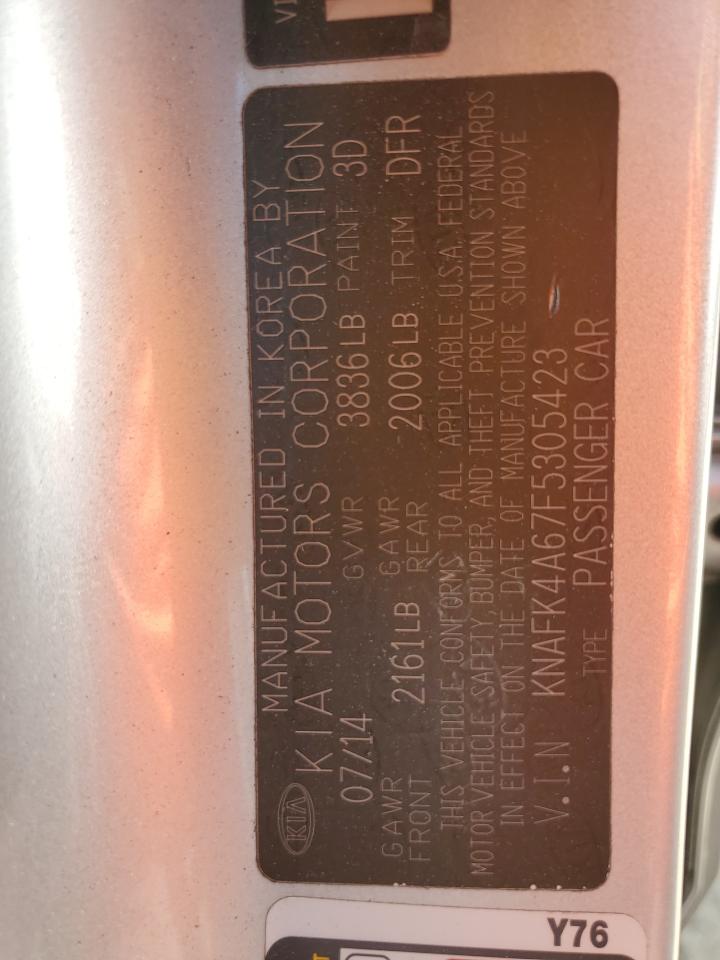 VI
KIA
MANUFACTURED IN KOREA BY
KIA MOTORS CORPORATION
07/14 GVWR 3836LB PAINT 3D
GAWR FRONT 2161LB GAWR REAR 2006LB TRIM DFR
THIS VEHICLE CONFORMS TO ALL APPLICABLE U.S.A. FEDERAL
MOTOR VEHICLE SAFETY, BUMPER, AND THEFT PREVENTION STANDARDS
IN EFFECT ON THE DATE OF MANUFACTURE SHOWN ABOVE
V.I.N KNAFK4A67F5305423
TYPE PASSENGER CAR
Y76